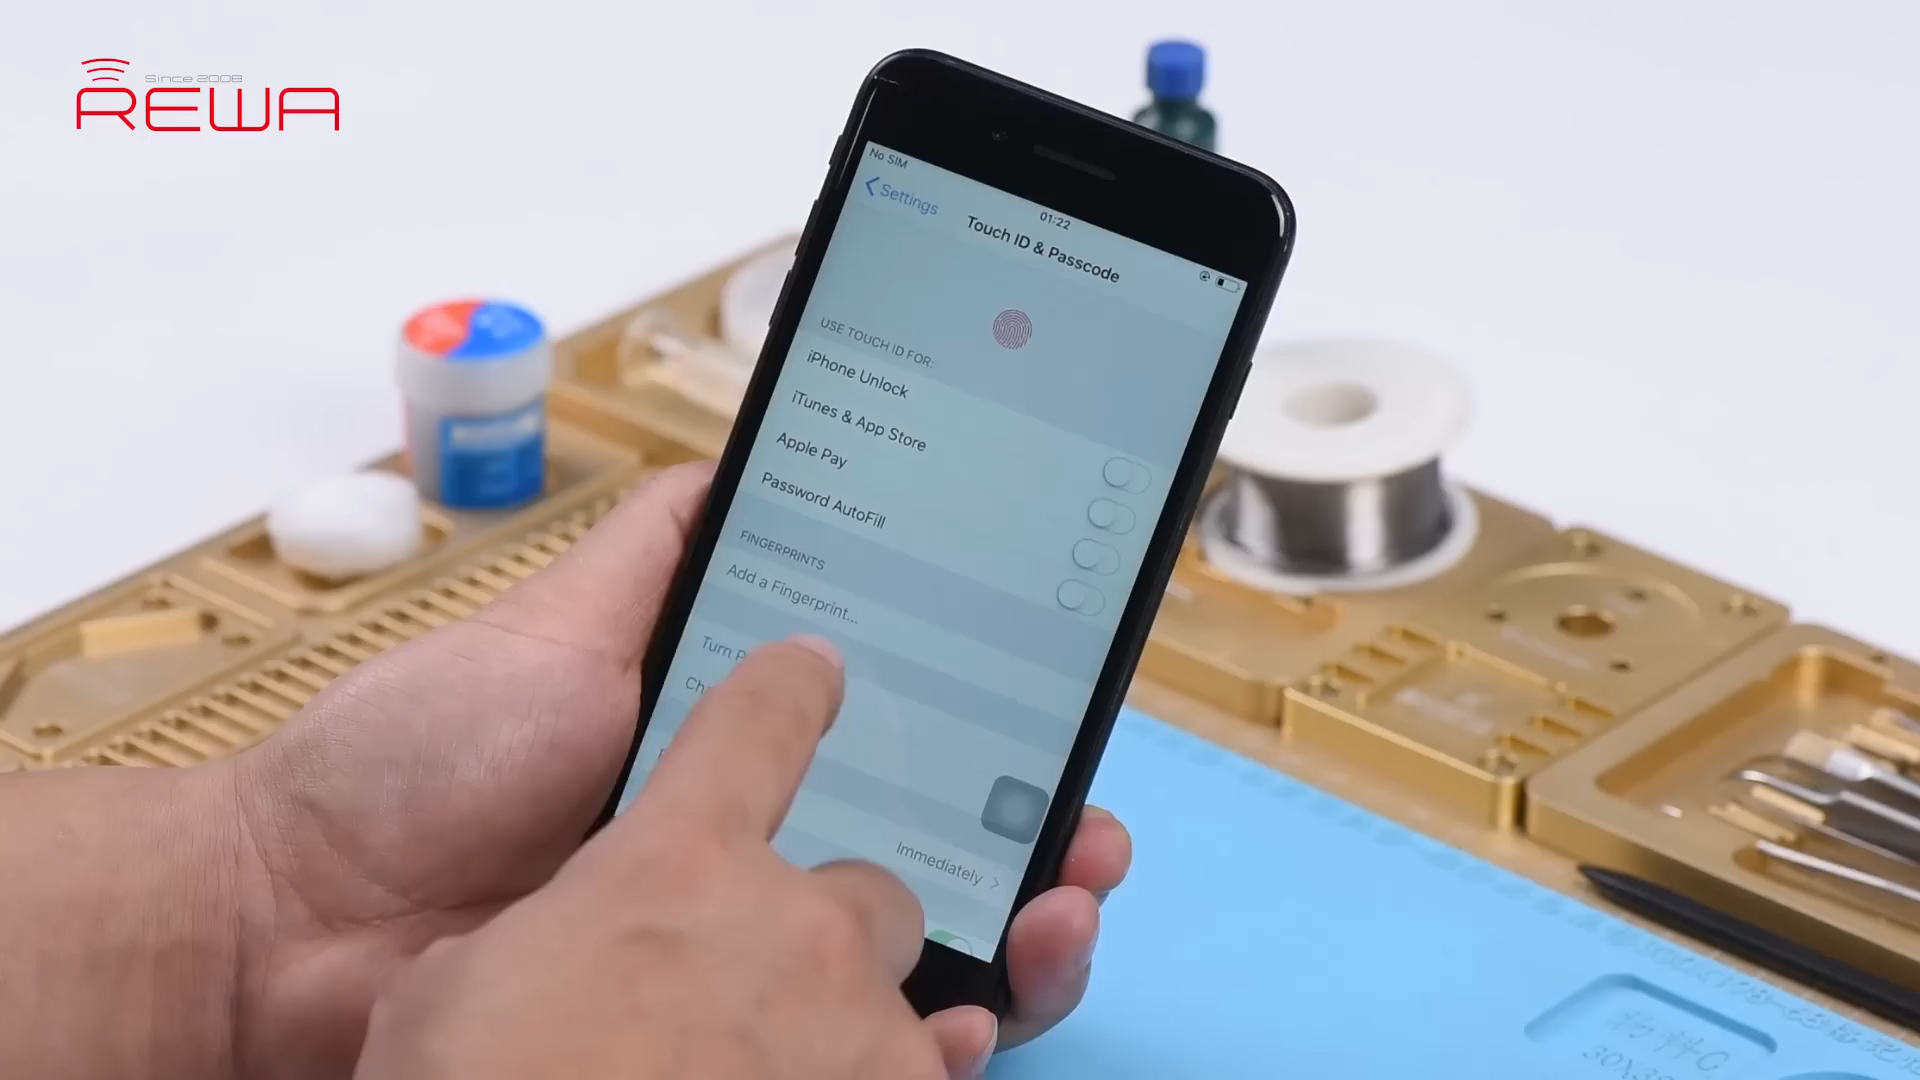 Since 2008
REWA
No SIM
01:22
Settings
Touch ID & Passcode
USE TOUCH ID FOR:
iPhone Unlock
iTunes & App Store
Apple Pay
Password AutoFill
FINGERPRINTS
Add a Fingerprint...
Turn
Immediately